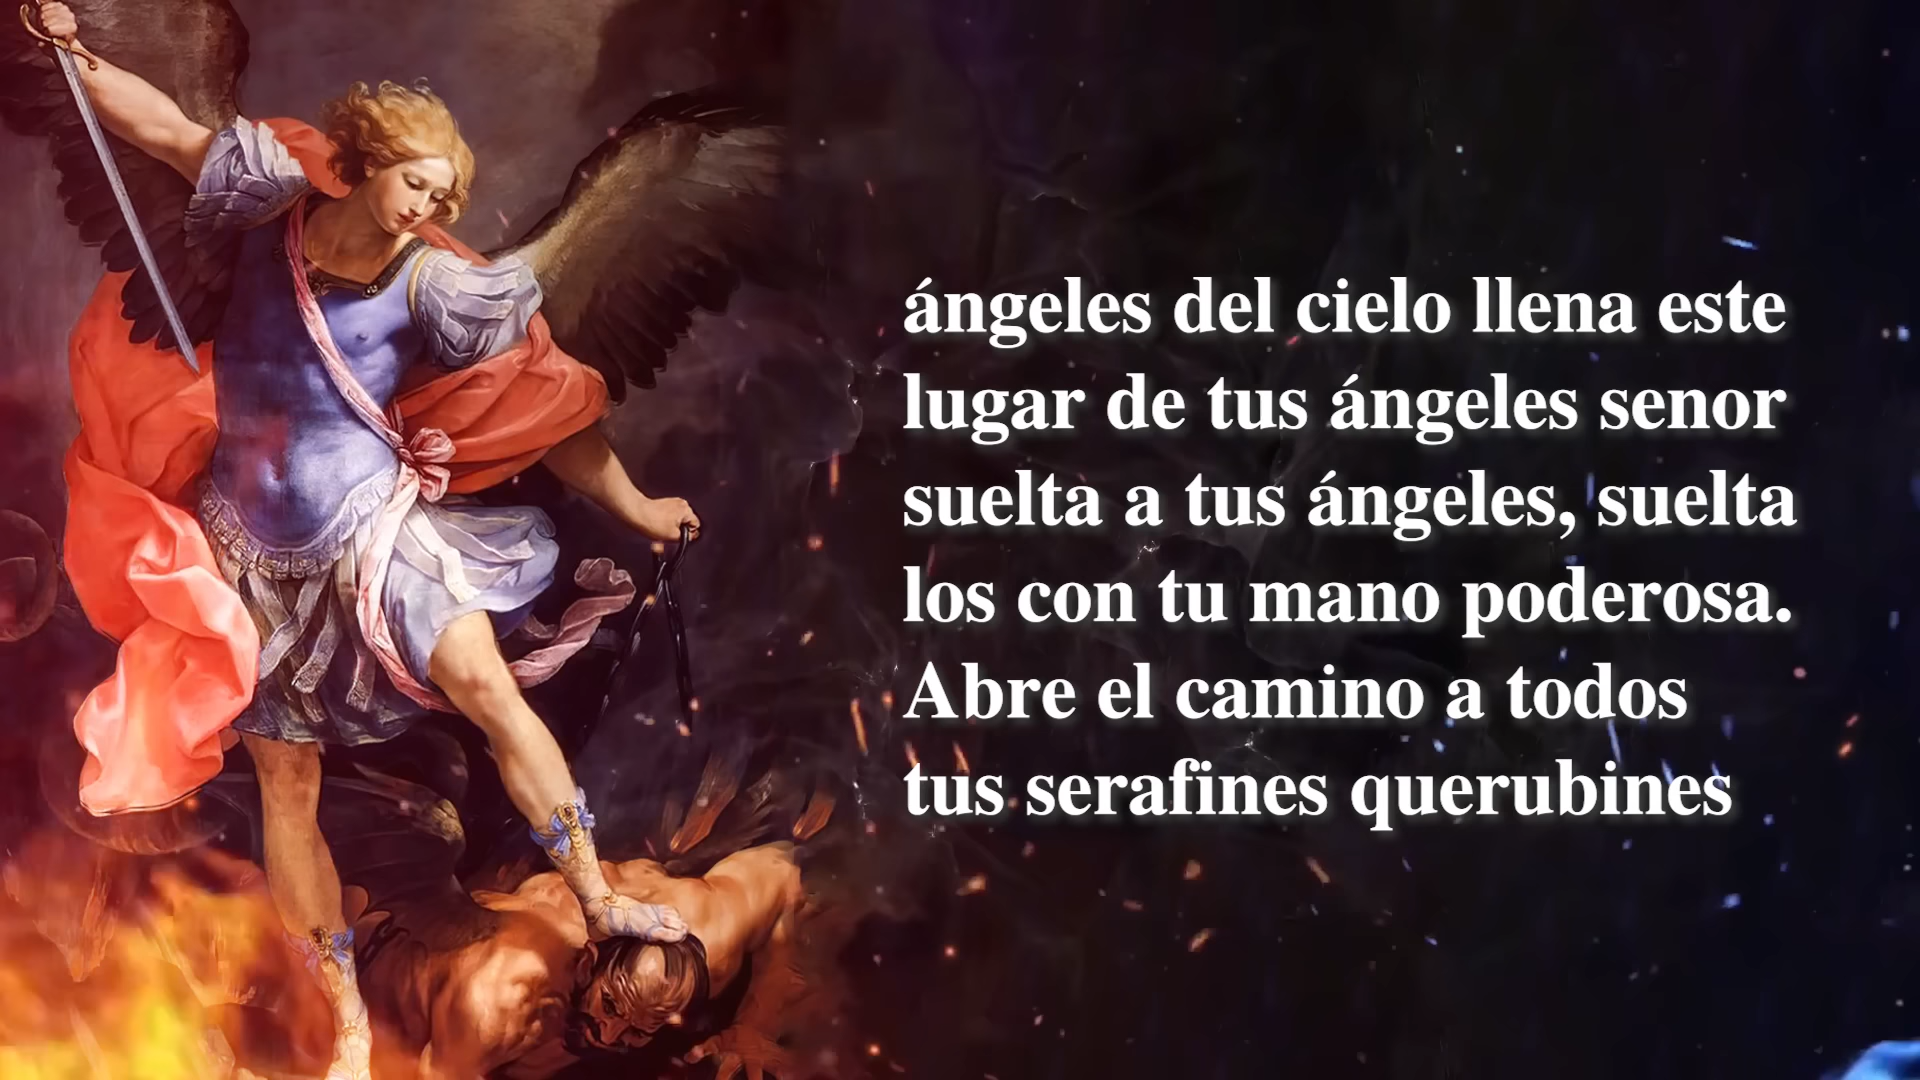 ángeles del cielo llena este
lugar de tus ángeles senor
suelta a tus ángeles, suelta
los con tu mano poderosa.
Abre el camino a todos
tus serafines querubines